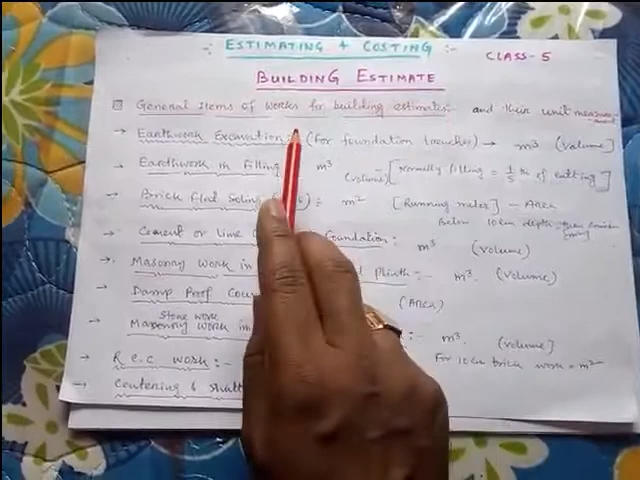 -: ESTIMATING & COSTING :-
CLASS-5
BUILDING ESTIMATE
General items of works for building estimates:- and their unit measurement
→ Earthwork Excavation :- (For foundation trenches) → m³ (Volume]
→ Earthwork in Filling m³ (Volume) - [Normally filling = 1/5 th of cutting]
→ Brick Flat Soling ) :- m² [Running meter] - Area
Below 10cm depth
→ Cement or Lime Foundation : m³ (Volume)
→ Masonry work in d Plinth :- m³. (Volume)
→ Damp Proof Cou (Area)
Stone work
→ Masonry work in :- m³. (Volume]
For 10cm brick work = m²
→ R.C.C work :-
→ Centering & Shutt